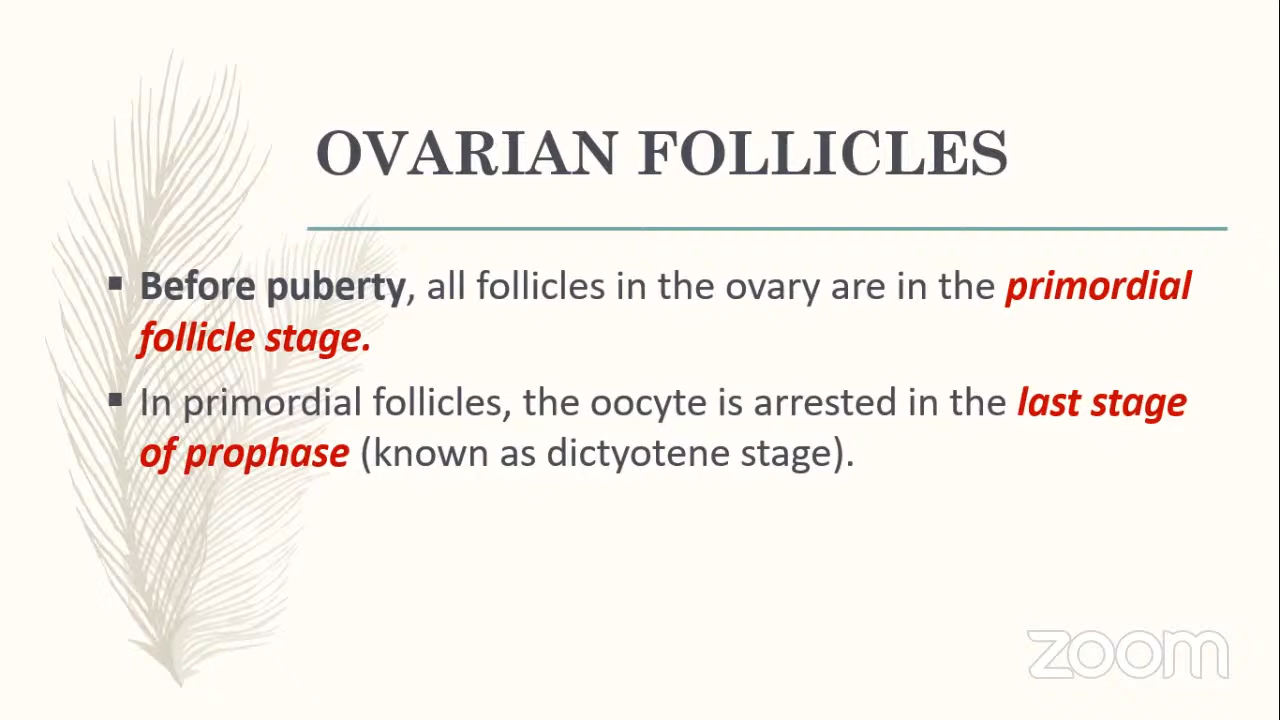 OVARIAN FOLLICLES
▪ Before puberty, all follicles in the ovary are in the primordial
follicle stage.
▪ In primordial follicles, the oocyte is arrested in the last stage
of prophase (known as dictyotene stage).
zoom